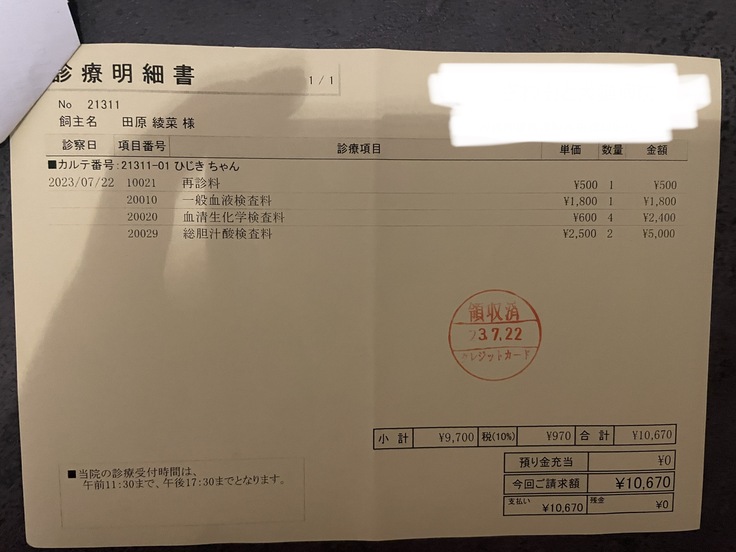 診療明細書
1 / 1
No 21311
飼主名 田原 綾菜 様
診察日 項目番号 診療項目 単価 数量 金額
■カルテ番号:21311-01 ひじき ちゃん
2023/07/22 10021 再診料 ¥500 1 ¥500
20010 一般血液検査料 ¥1,800 1 ¥1,800
20020 血清生化学検査料 ¥600 4 ¥2,400
20029 総胆汁酸検査料 ¥2,500 2 ¥5,000
領収済
3.7.22
クレジットカード
小 計 ¥9,700 税(10%) ¥970 合 計 ¥10,670
預り金充当 ¥0
今回ご請求額 ¥10,670
支払い ¥10,670 残金 ¥0
■当院の診療受付時間は、
午前11:30まで、午後17:30までとなります。